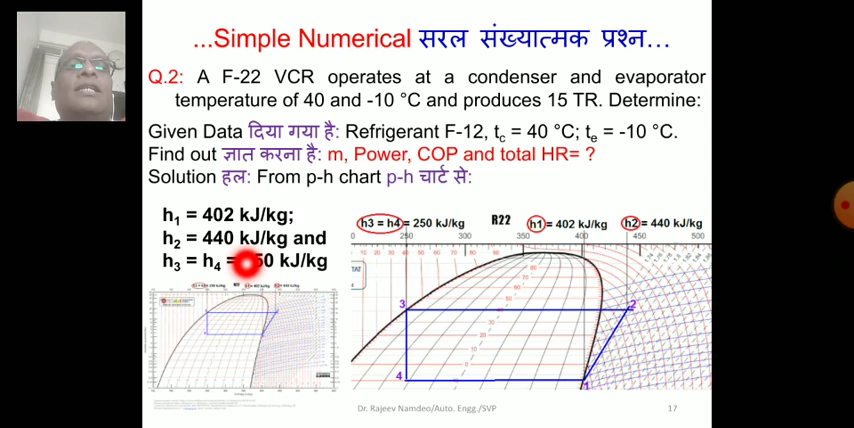 ...Simple Numerical सरल संख्यात्मक प्रश्न...
Q.2: A F-22 VCR operates at a condenser and evaporator
temperature of 40 and -10 °C and produces 15 TR. Determine:
Given Data दिया गया है: Refrigerant F-12, tc = 40 °C; te = -10 °C.
Find out ज्ञात करना है: m, Power, COP and total HR= ?
Solution हल: From p-h chart p-h चार्ट से:
h1 = 402 kJ/kg;
h2 = 440 kJ/kg and
h3 = h4 = 50 kJ/kg
h3 = h4 = 250 kJ/kg R22 h1 = 402 kJ/kg h2 = 440 kJ/kg
250 300 350 400 450 500
3 2
4 1
Dr. Rajeev Namdeo/Auto. Engg./SVP 17